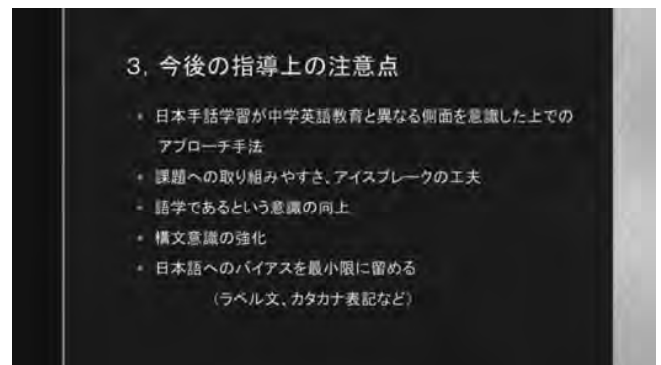 3. 今後の指導上の注意点
▪ 日本手話学習が中学英語教育と異なる側面を意識した上での
アプローチ手法
▪ 課題への取り組みやすさ、アイスブレークの工夫
▪ 語学であるという意識の向上
▪ 構文意識の強化
▪ 日本語へのバイアスを最小限に留める
(ラベル文、カタカナ表記など)